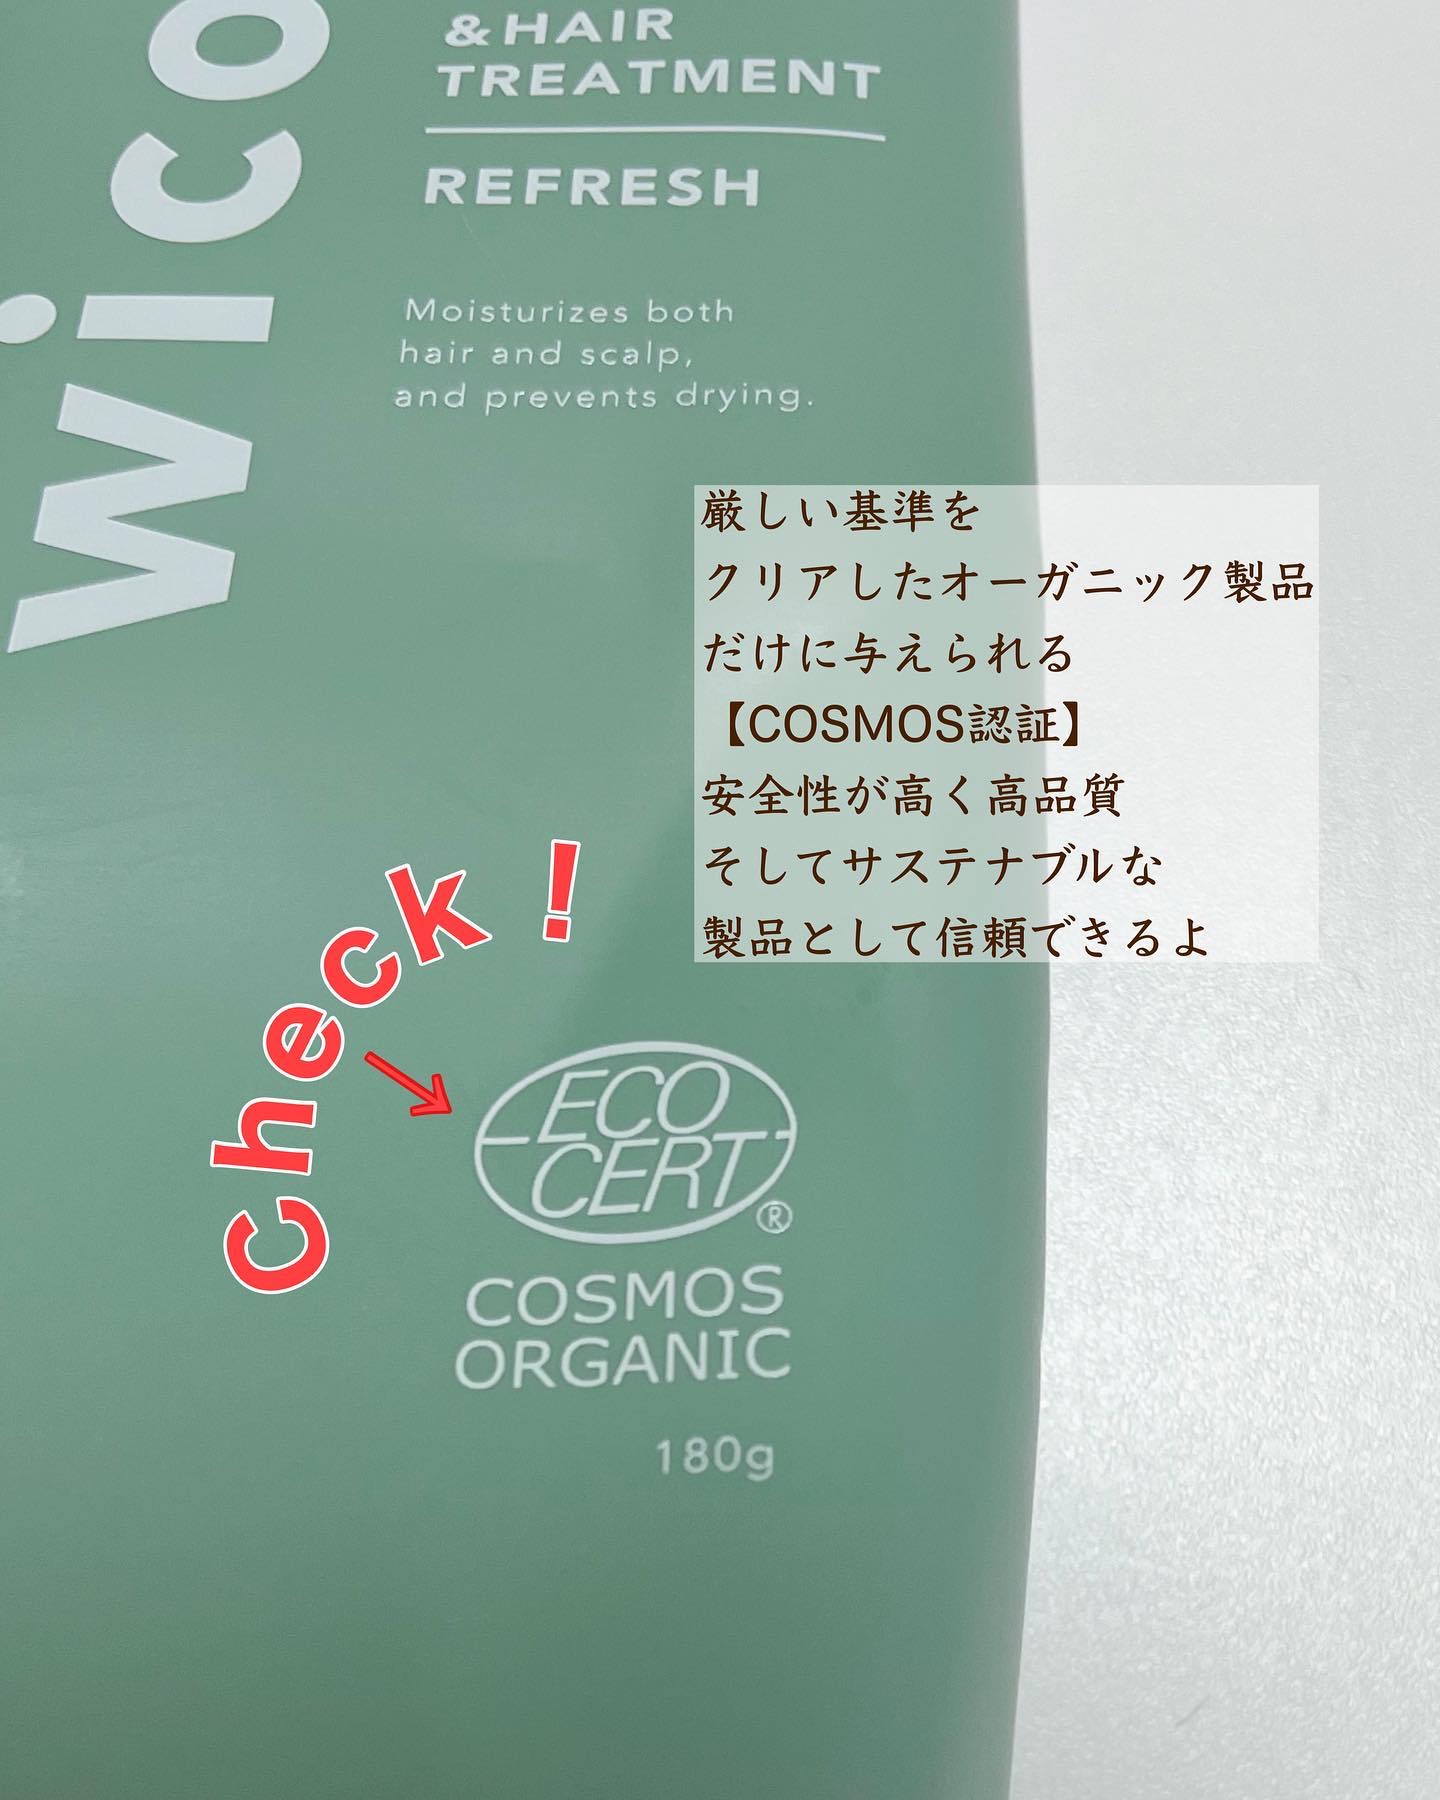 wico
& HAIR
TREATMENT
REFRESH
Moisturizes both
hair and scalp,
and prevents drying.
厳しい基準を
クリアしたオーガニック製品
だけに与えられる
【COSMOS認証】
安全性が高く高品質
そしてサステナブルな
製品として信頼できるよ
Check!
ECO
CERT
®
COSMOS
ORGANIC
180g